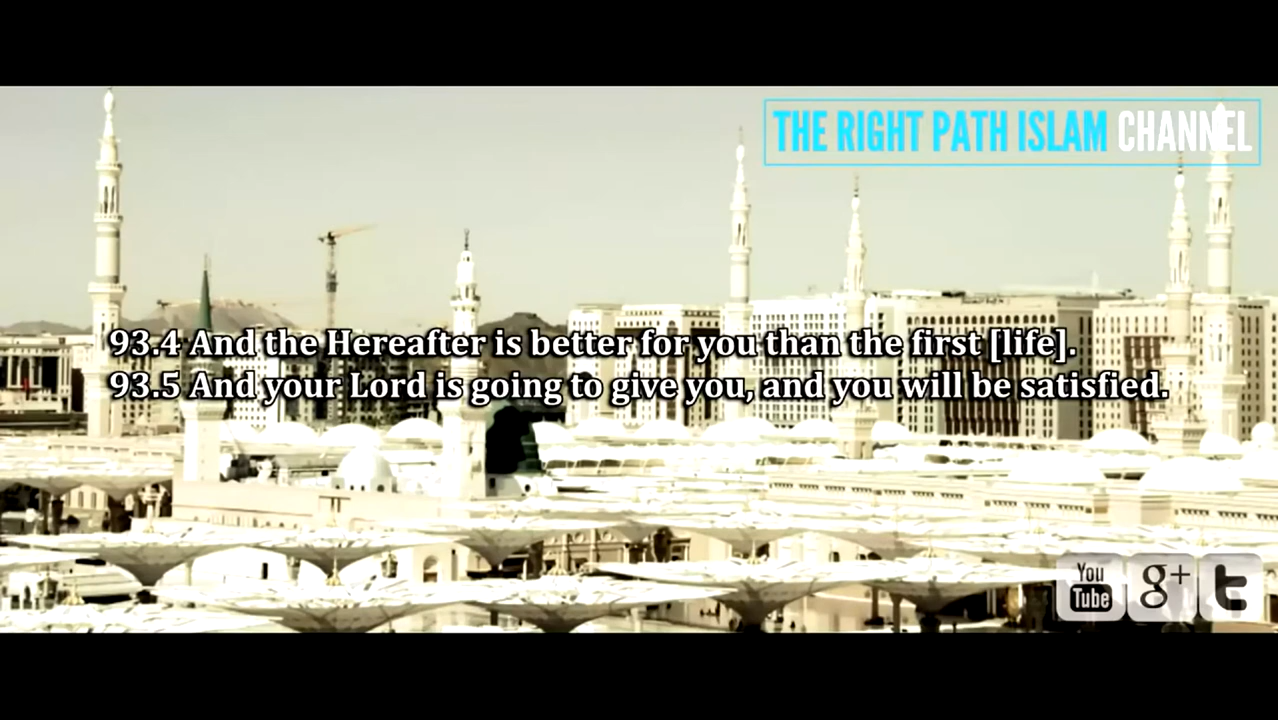 THE RIGHT PATH ISLAM CHANNEL
93.4 And the Hereafter is better for you than the first [life].
93.5 And your Lord is going to give you, and you will be satisfied.
You
Tube
g+
t